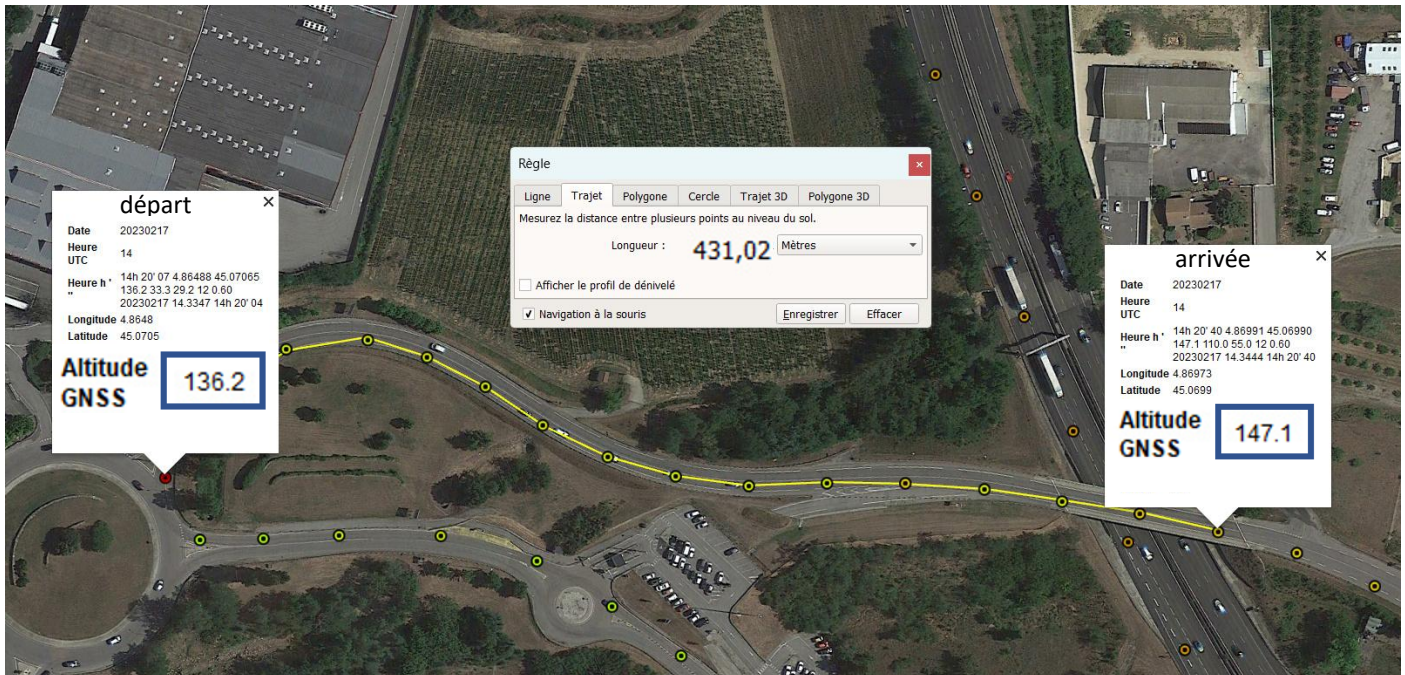 départ
×
Date 20230217
Heure UTC 14
Heure h ' '' 14h 20' 07 4.86488 45.07065
136.2 33.3 29.2 12 0.60
20230217 14.3347 14h 20' 04
Longitude 4.8648
Latitude 45.0705
Altitude GNSS 136.2
Règle
×
Ligne Trajet Polygone Cercle Trajet 3D Polygone 3D
Mesurez la distance entre plusieurs points au niveau du sol.
Longueur : 431,02 Mètres
Afficher le profil de dénivelé
Navigation à la souris Enregistrer Effacer
arrivée
×
Date 20230217
Heure UTC 14
Heure h ' '' 14h 20' 40 4.86991 45.06990
147.1 110.0 55.0 12 0.60
20230217 14.3444 14h 20' 40
Longitude 4.86973
Latitude 45.0699
Altitude GNSS 147.1